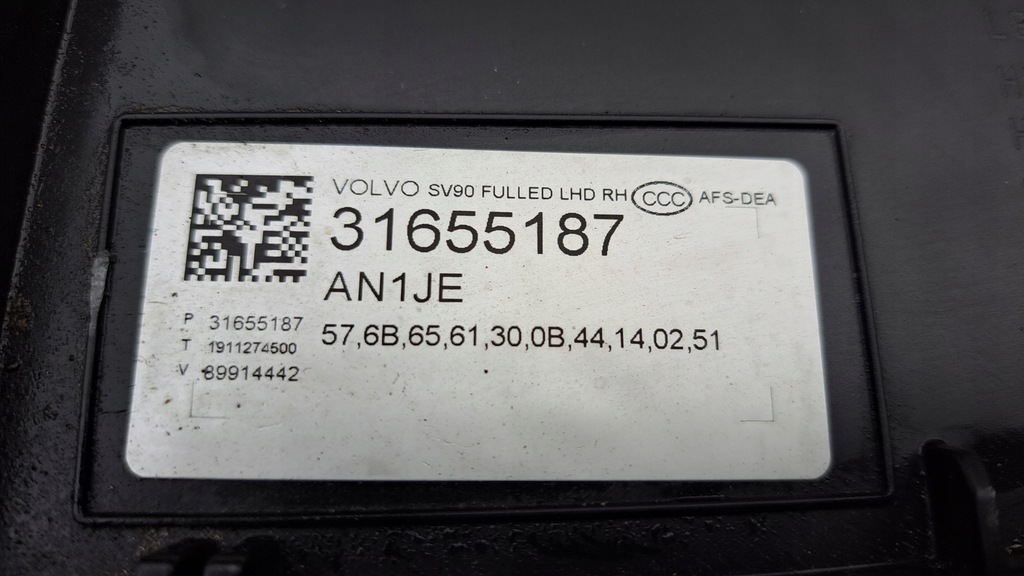 VOLVO SV90 FULLED LHD RH CCC AFS-DEA
31655187
AN1JE
P 31655187
57,6B,65,61,30,0B,44,14,02,51
T 1911274500
V 89914442